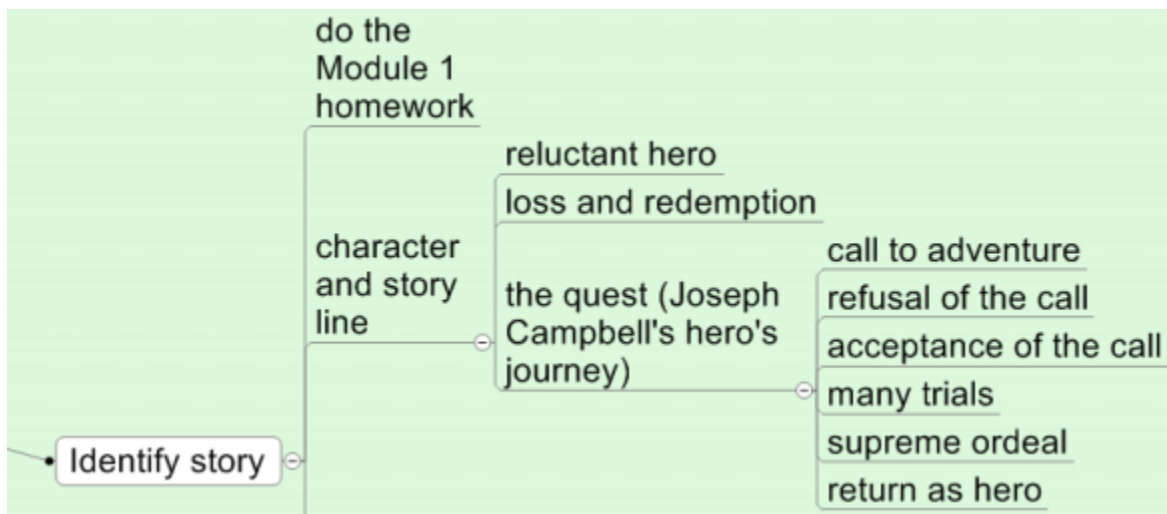 do the
Module 1
homework
reluctant hero
loss and redemption
character
and story
line
the quest (Joseph
Campbell's hero's
journey)
call to adventure
refusal of the call
acceptance of the call
many trials
supreme ordeal
return as hero
Identify story